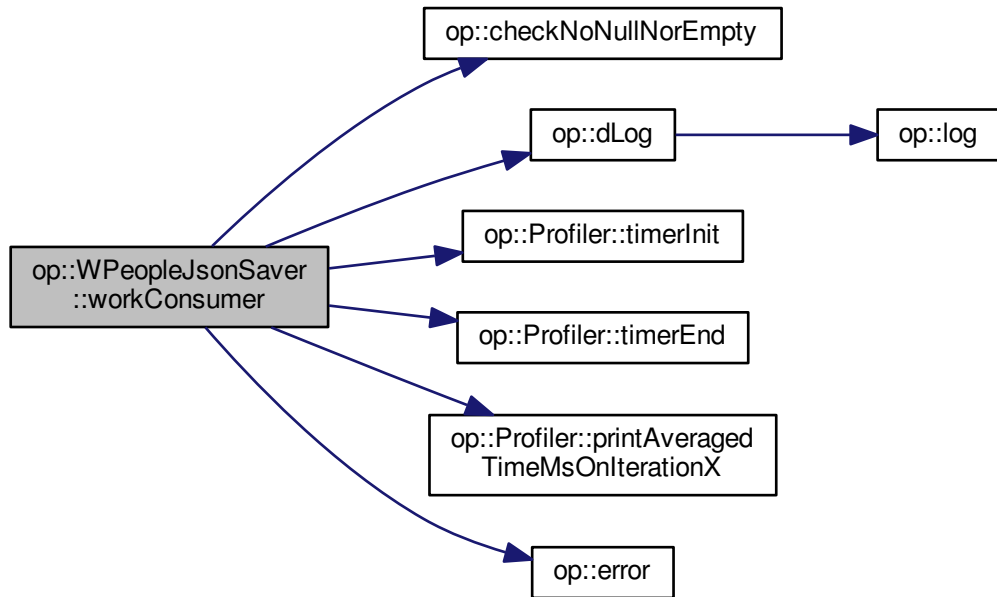 op::checkNoNullNorEmpty
op::dLog
op::log
op::Profiler::timerInit
op::WPeopleJsonSaver
::workConsumer
op::Profiler::timerEnd
op::Profiler::printAveraged
TimeMsOnIterationX
op::error